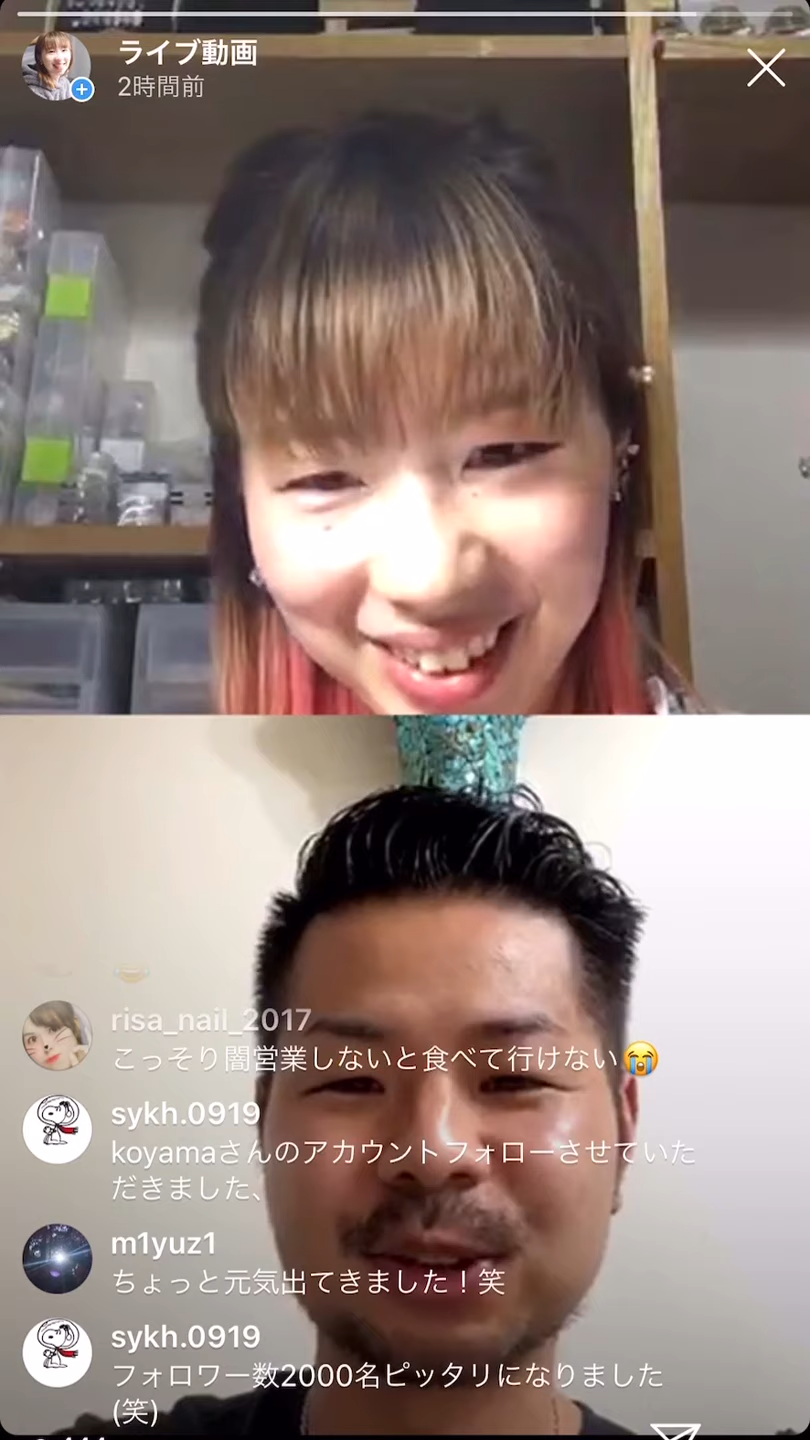 ライブ動画
2時間前
risa_nail_2017
こっそり闇営業しないと食べて行けない😭
sykh.0919
koyamaさんのアカウントフォローさせていた
だきました、
m1yuz1
ちょっと元気出てきました！笑
sykh.0919
フォロワー数2000名ピッタリになりました
(笑)